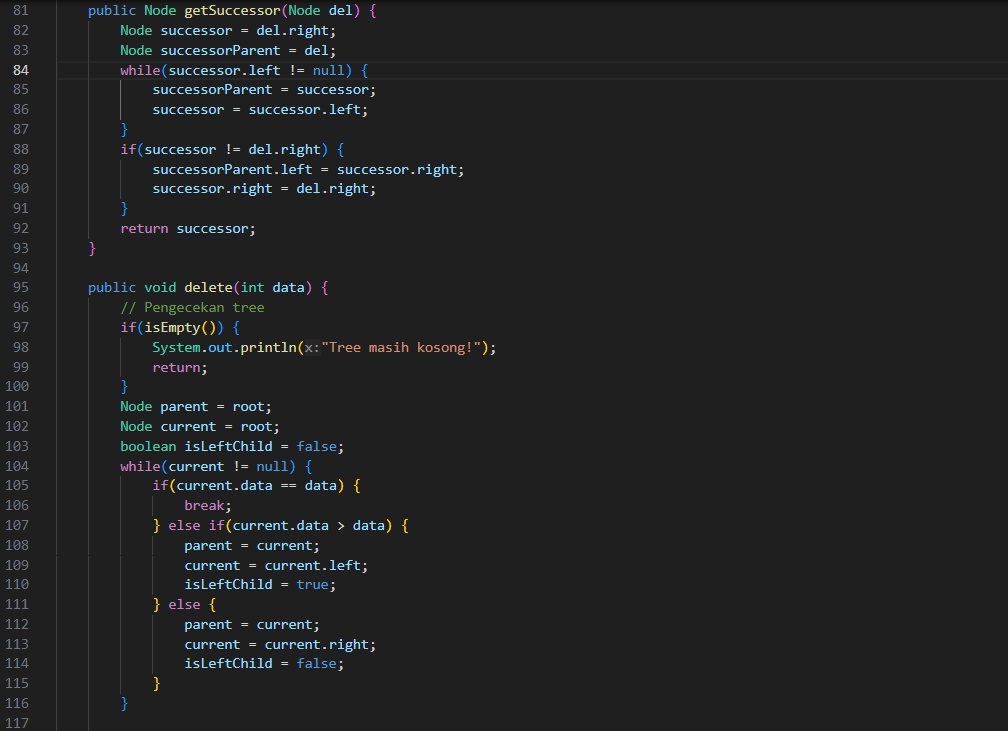 81 public Node getSuccessor(Node del) {
82 Node successor = del.right;
83 Node successorParent = del;
84 while(successor.left != null) {
85 successorParent = successor;
86 successor = successor.left;
87 }
88 if(successor != del.right) {
89 successorParent.left = successor.right;
90 successor.right = del.right;
91 }
92 return successor;
93 }
94
95 public void delete(int data) {
96 // Pengecekan tree
97 if(isEmpty()) {
98 System.out.println(x:"Tree masih kosong!");
99 return;
100 }
101 Node parent = root;
102 Node current = root;
103 boolean isLeftChild = false;
104 while(current != null) {
105 if(current.data == data) {
106 break;
107 } else if(current.data > data) {
108 parent = current;
109 current = current.left;
110 isLeftChild = true;
111 } else {
112 parent = current;
113 current = current.right;
114 isLeftChild = false;
115 }
116 }
117